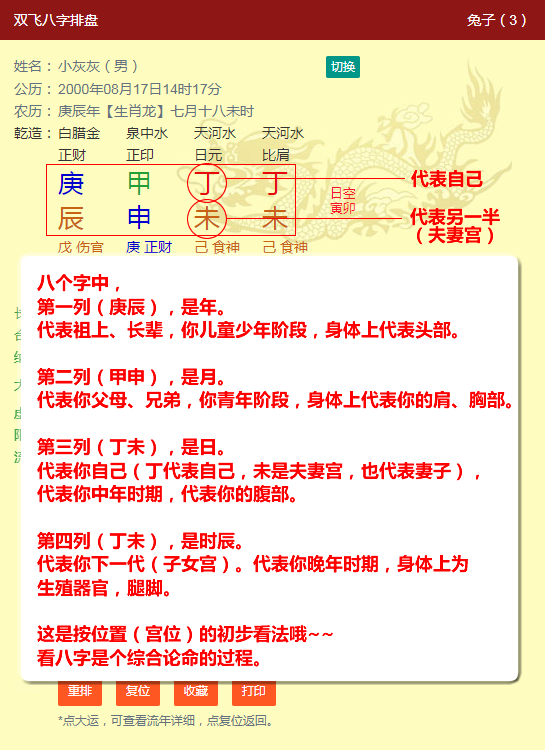 双飞八字排盘 兔子（3）
姓名：小灰灰（男） 切换
公历：2000年08月17日14时17分
农历：庚辰年【生肖龙】七月十八未时
乾造：白腊金 泉中水 天河水 天河水
正财 正印 日元 比肩
庚 甲 丁 丁 代表自己
日空
寅卯
辰 申 未 未 代表另一半
（夫妻宫）
戊 伤官 庚 正财 己 食神 己 食神
八个字中，
第一列（庚辰），是年。
代表祖上、长辈，你儿童少年阶段，身体上代表头部。
第二列（甲申），是月。
代表你父母、兄弟，你青年阶段，身体上代表你的肩、胸部。
第三列（丁未），是日。
代表你自己（丁代表自己，未是夫妻宫，也代表妻子），
代表你中年时期，代表你的腹部。
第四列（丁未），是时辰。
代表你下一代（子女宫）。代表你晚年时期，身体上为
生殖器官，腿脚。
这是按位置（宫位）的初步看法哦~~
看八字是个综合论命的过程。
重排 复位 收藏 打印
*点大运，可查看流年详细，点复位返回。